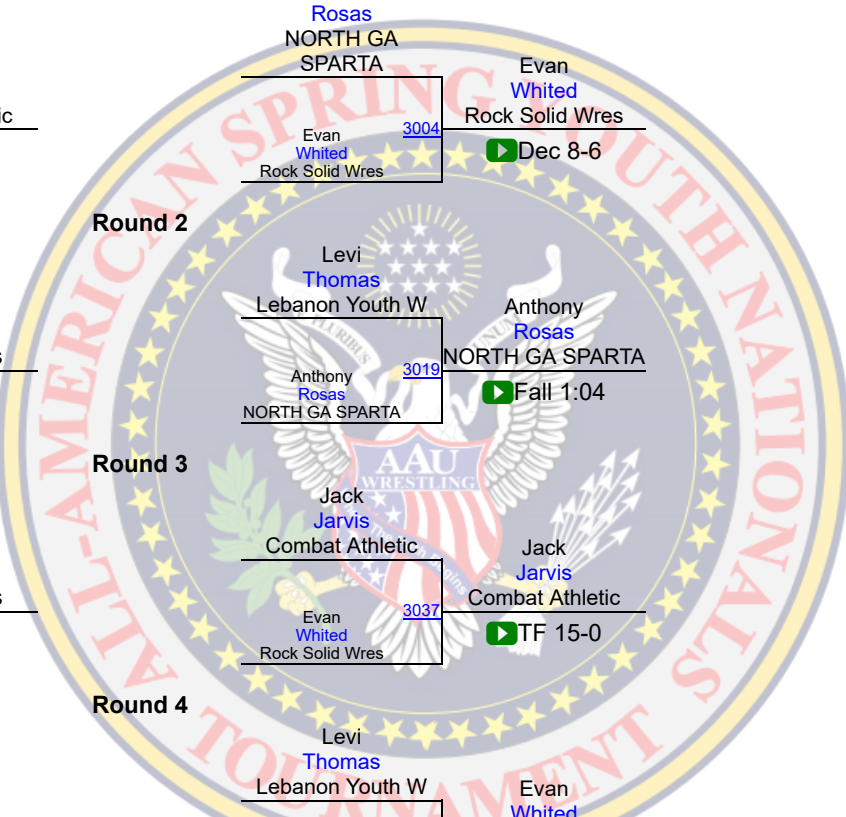 Rosas
NORTH GA
SPARTA
Evan
Whited
Rock Solid Wres
ic
3004
Dec 8-6
Evan
Whited
Rock Solid Wres
Round 2
Levi
Thomas
Lebanon Youth W
Anthony
Rosas
NORTH GA SPARTA
s
3019
Fall 1:04
Anthony
Rosas
NORTH GA SPARTA
Round 3
Jack
Jarvis
Combat Athletic
Jack
Jarvis
Combat Athletic
s
3037
TF 15-0
Evan
Whited
Rock Solid Wres
Round 4
Levi
Thomas
Lebanon Youth W
Evan
Whited
ALL-AMERICAN SPRING YOUTH NATIONALS
TOURNAMENT
PLURIBUS
UNUM
AAU
WRESTLING